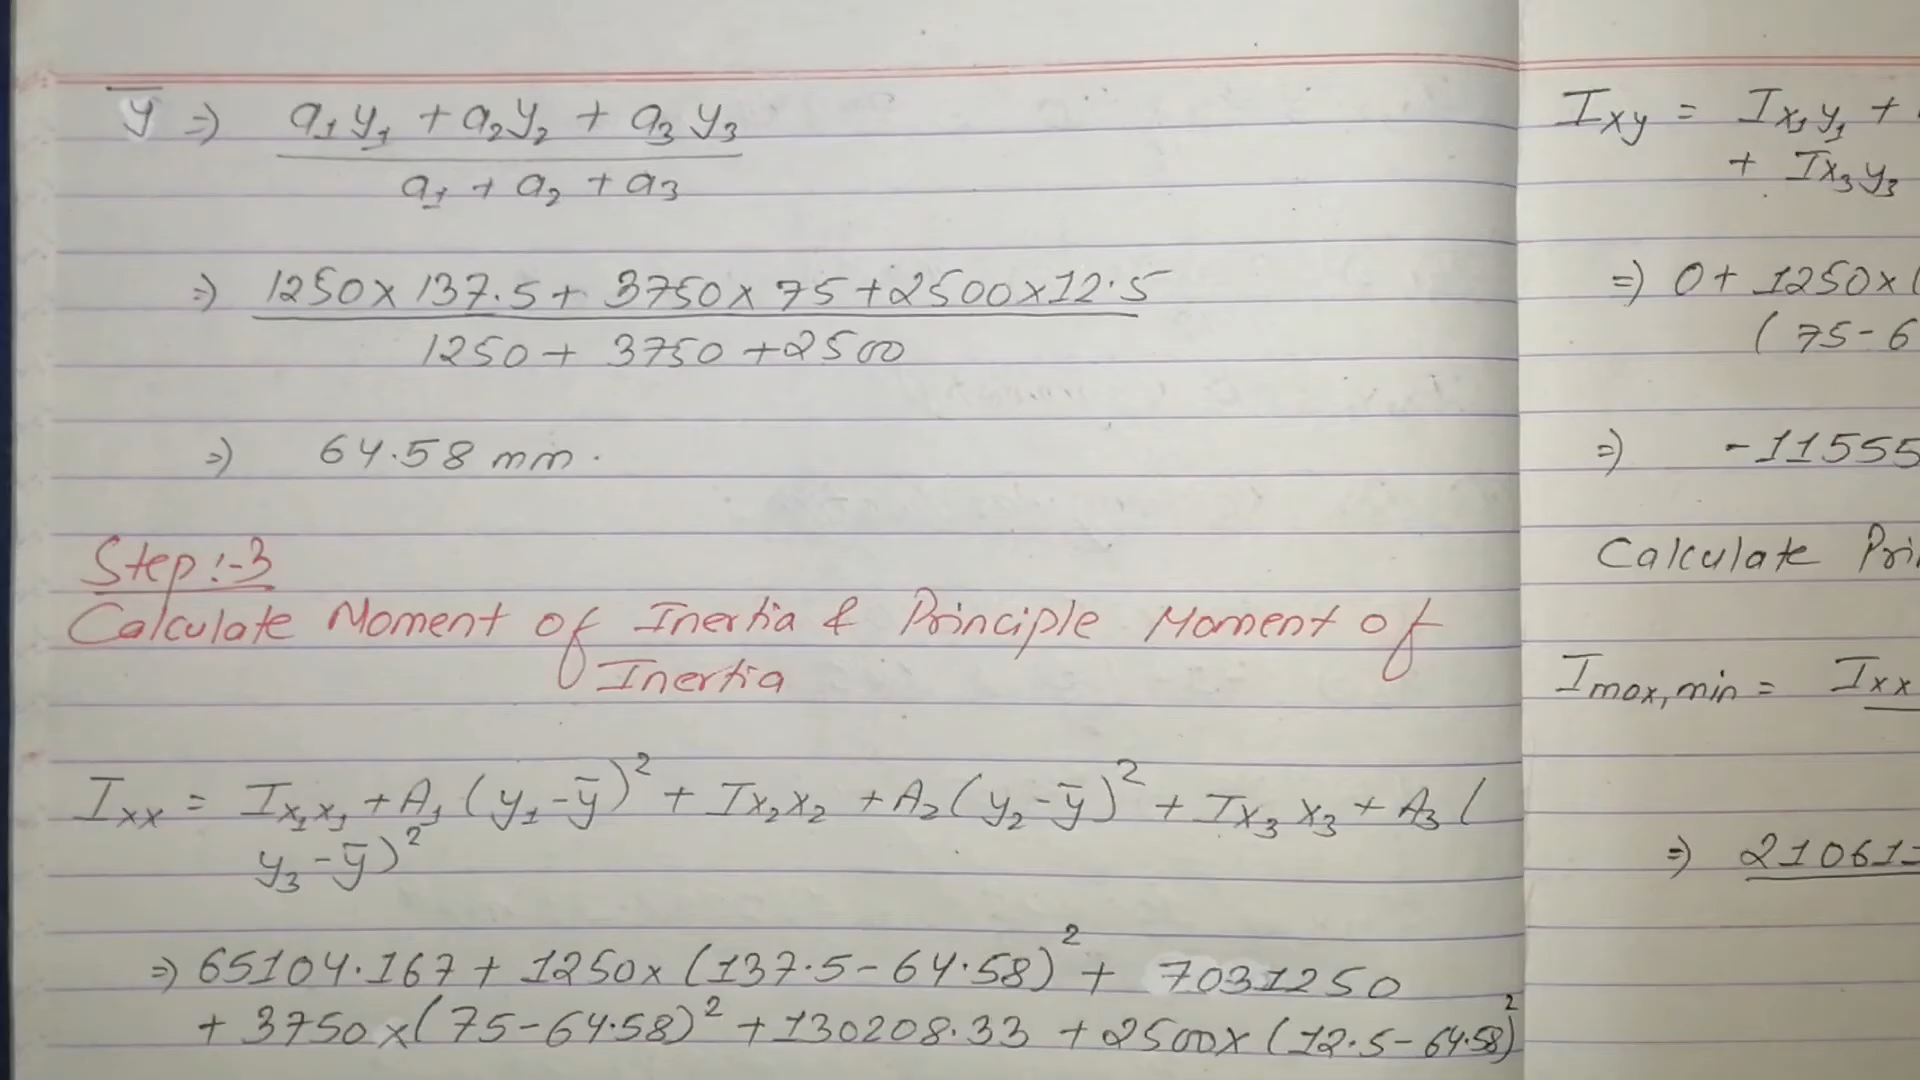 ȳ ⇒ a₁y₁ + a₂y₂ + a₃y₃
a₁ + a₂ + a₃
⇒ 1250×137.5 + 3750×75 + 2500×12.5
1250 + 3750 + 2500
⇒ 64.58 mm.
Step:-3
Calculate Moment of Inertia & Principle Moment of
Inertia
Ixx = Ix₁x₁ + A₁(y₁-ȳ)² + Ix₂x₂ + A₂(y₂-ȳ)² + Ix₃x₃ + A₃(
y₃-ȳ)²
⇒ 65104.167 + 1250×(137.5-64.58)² + 7031250
+ 3750×(75-64.58)² + 130208.33 + 2500×(12.5-64.58)²
Ixy = Ix₁y₁ +
+ Ix₃y₃
⇒ 0 + 1250×(
(75-6
⇒ -11555
Calculate Pri
Imax,min = Ixx
⇒ 21061